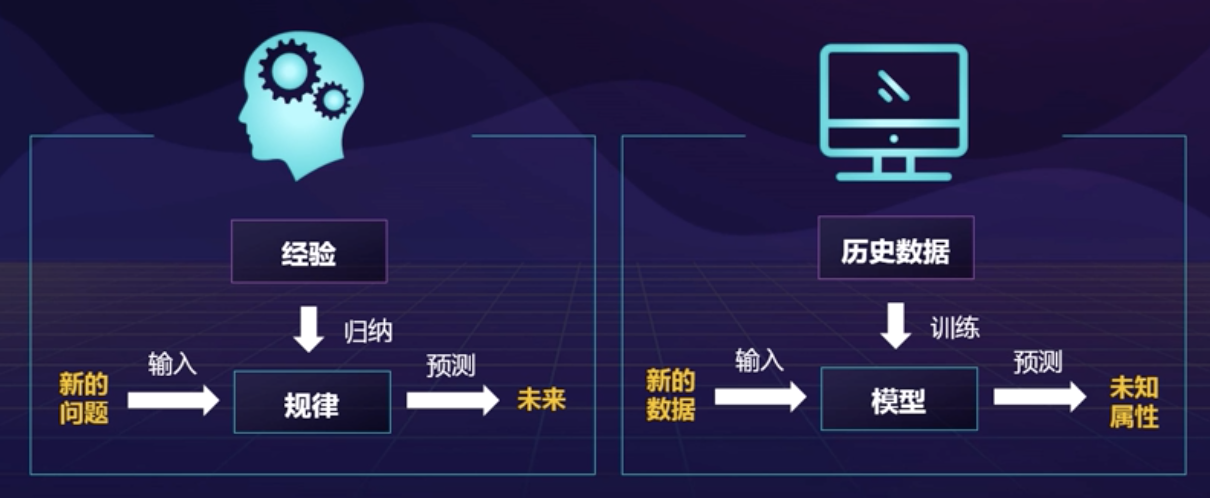 经验
归纳
输入
预测
新的
问题
规律
未来
历史数据
训练
输入
预测
新的
数据
模型
未知
属性